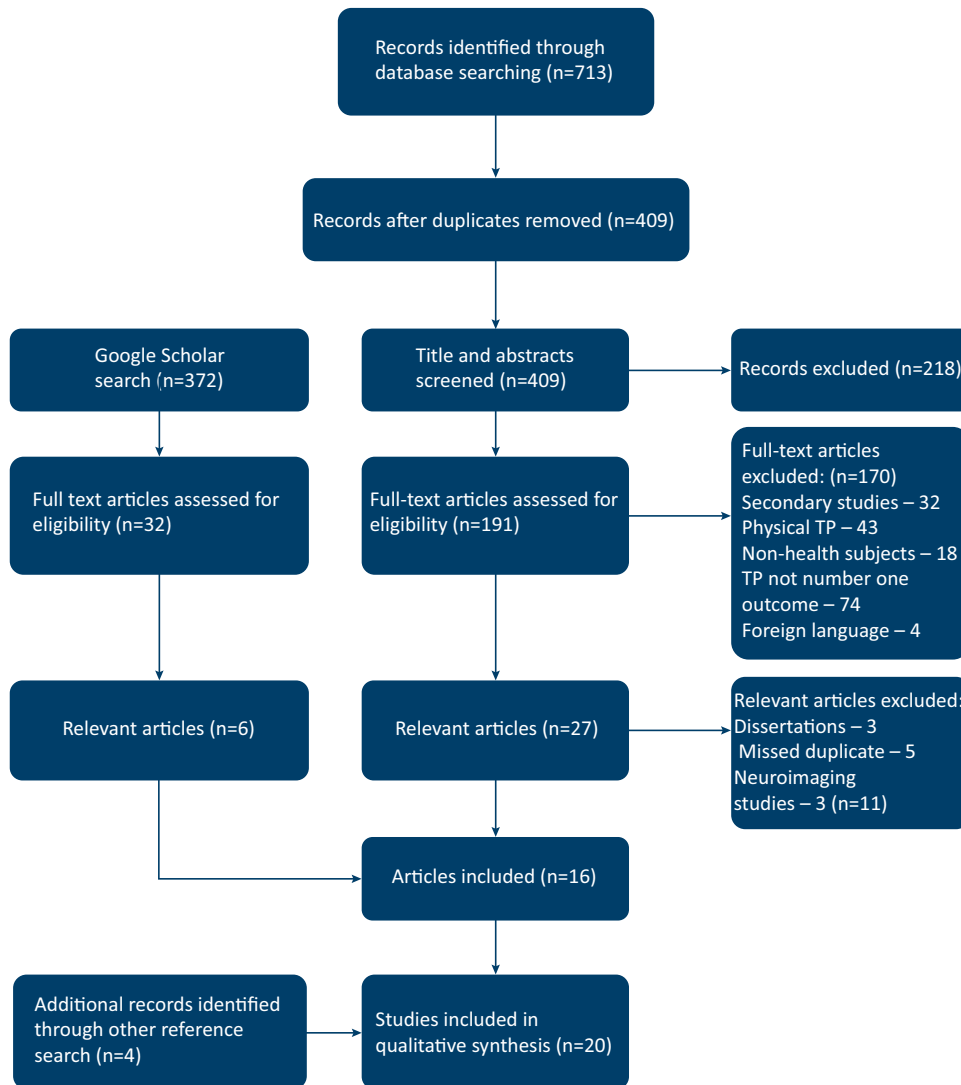 Records identified through
database searching (n=713)
Records after duplicates removed (n=409)
Google Scholar
search (n=372)
Title and abstracts
screened (n=409)
Records excluded (n=218)
Full text articles assessed for
eligibility (n=32)
Full-text articles assessed for
eligibility (n=191)
Full-text articles
excluded: (n=170)
Secondary studies – 32
Physical TP – 43
Non-health subjects – 18
TP not number one
outcome – 74
Foreign language – 4
Relevant articles (n=6)
Relevant articles (n=27)
Relevant articles excluded:
Dissertations – 3
Missed duplicate – 5
Neuroimaging
studies – 3 (n=11)
Articles included (n=16)
Additional records identified
through other reference
search (n=4)
Studies included in
qualitative synthesis (n=20)